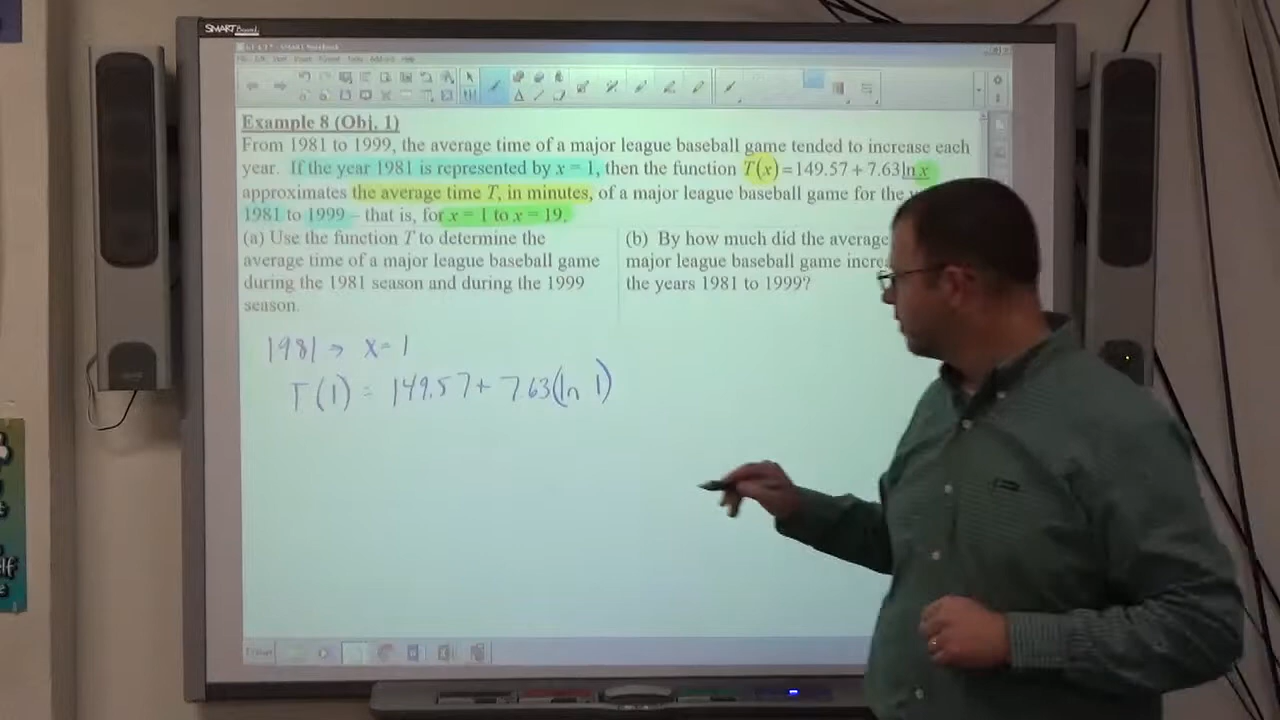 SMART Board
Example 8 (Obj. 1)
From 1981 to 1999, the average time of a major league baseball game tended to increase each
year. If the year 1981 is represented by x = 1, then the function T(x) = 149.57 + 7.63 ln x
approximates the average time T, in minutes, of a major league baseball game for the
1981 to 1999 – that is, for x = 1 to x = 19.
(a) Use the function T to determine the
average time of a major league baseball game
during the 1981 season and during the 1999
season.
(b) By how much did the average
major league baseball game
the years 1981 to 1999?
1981 → x = 1
T(1) = 149.57 + 7.63(ln 1)